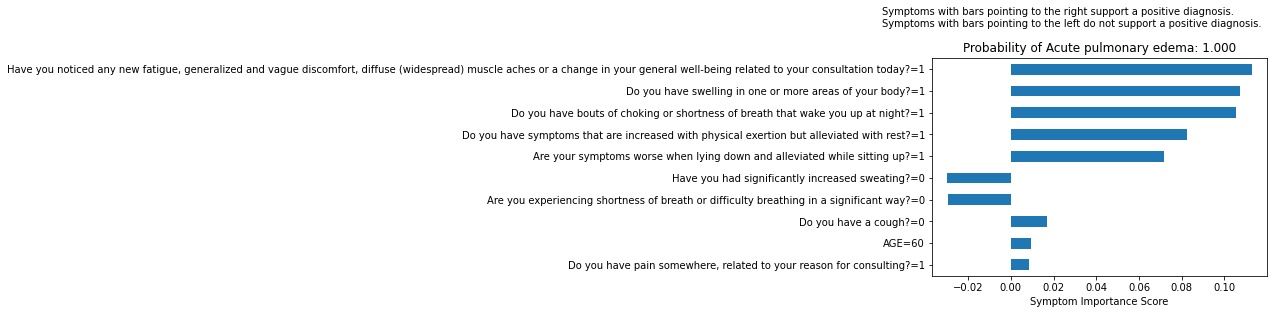 Symptoms with bars pointing to the right support a positive diagnosis.
Symptoms with bars pointing to the left do not support a positive diagnosis.
Probability of Acute pulmonary edema: 1.000
Have you noticed any new fatigue, generalized and vague discomfort, diffuse (widespread) muscle aches or a change in your general well-being related to your consultation today?=1
Do you have swelling in one or more areas of your body?=1
Do you have bouts of choking or shortness of breath that wake you up at night?=1
Do you have symptoms that are increased with physical exertion but alleviated with rest?=1
Are your symptoms worse when lying down and alleviated while sitting up?=1
Have you had significantly increased sweating?=0
Are you experiencing shortness of breath or difficulty breathing in a significant way?=0
Do you have a cough?=0
AGE=60
Do you have pain somewhere, related to your reason for consulting?=1
−0.02 0.00 0.02 0.04 0.06 0.08 0.10
Symptom Importance Score